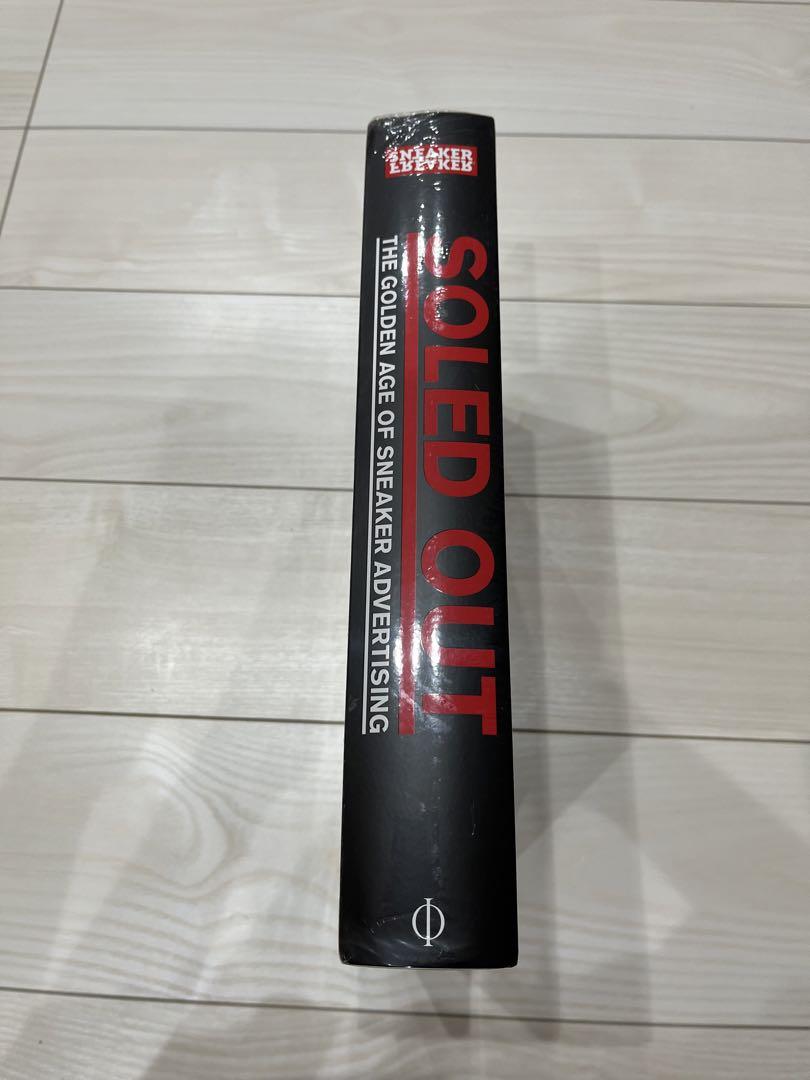 SNEAKER
FREAKER
SOLED OUT
THE GOLDEN AGE OF SNEAKER ADVERTISING